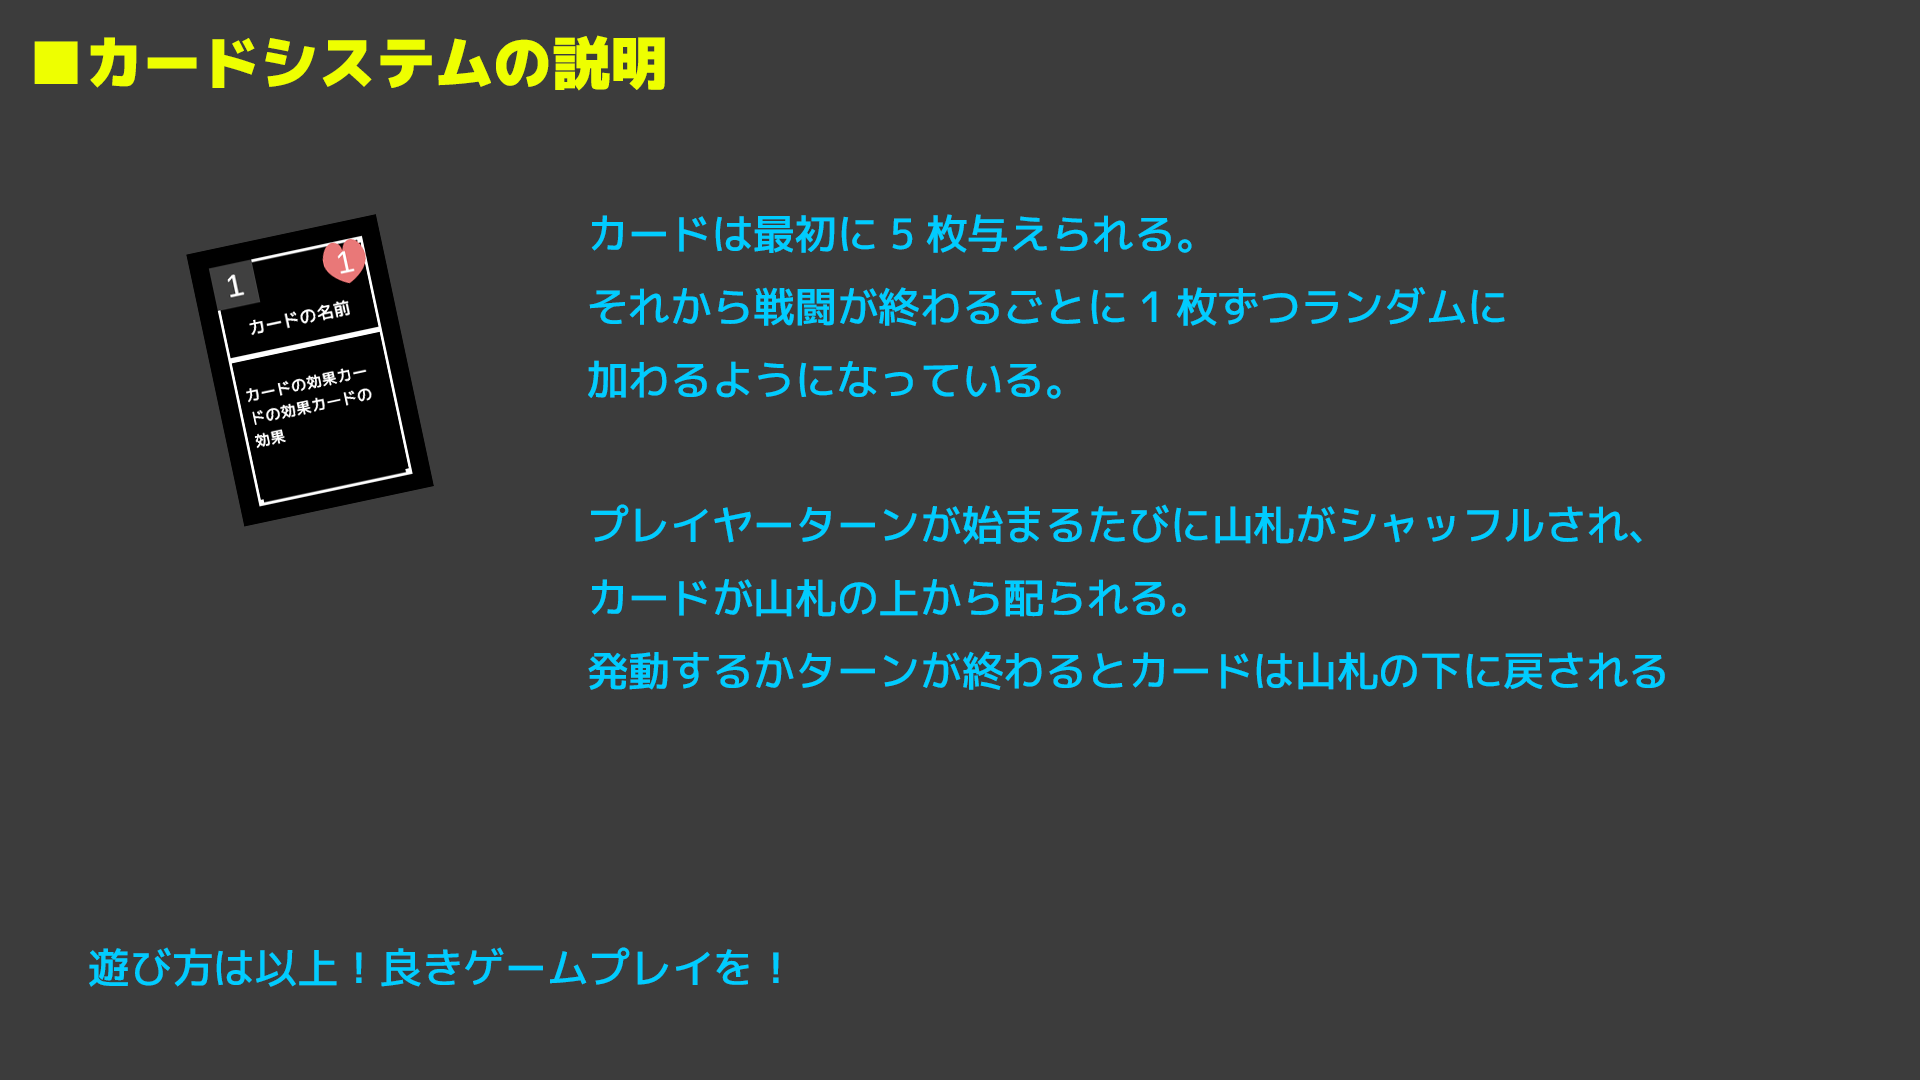 ■カードシステムの説明
1
1
カードの名前
カードの効果カー
ドの効果カードの
効果
カードは最初に5枚与えられる。
それから戦闘が終わるごとに1枚ずつランダムに
加わるようになっている。
プレイヤーターンが始まるたびに山札がシャッフルされ、
カードが山札の上から配られる。
発動するかターンが終わるとカードは山札の下に戻される
遊び方は以上！良きゲームプレイを！